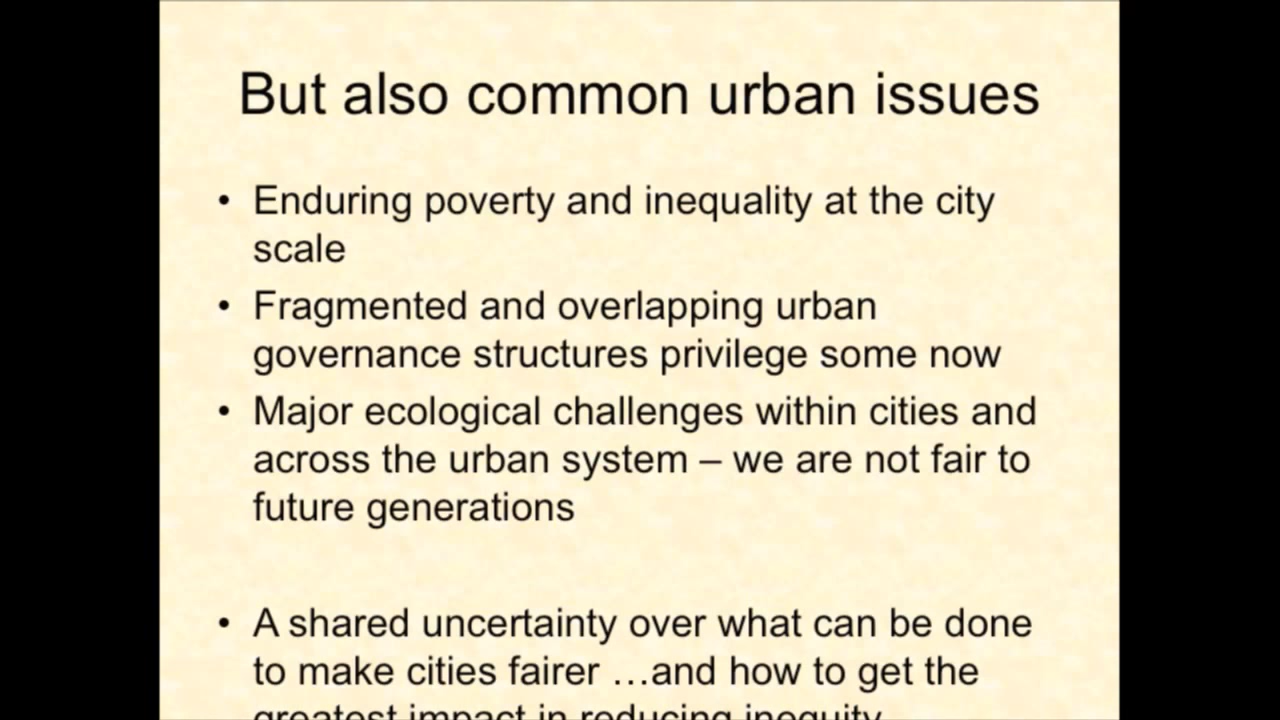 But also common urban issues
• Enduring poverty and inequality at the city
scale
• Fragmented and overlapping urban
governance structures privilege some now
• Major ecological challenges within cities and
across the urban system – we are not fair to
future generations
• A shared uncertainty over what can be done
to make cities fairer …and how to get the
greatest impact in reducing inequity